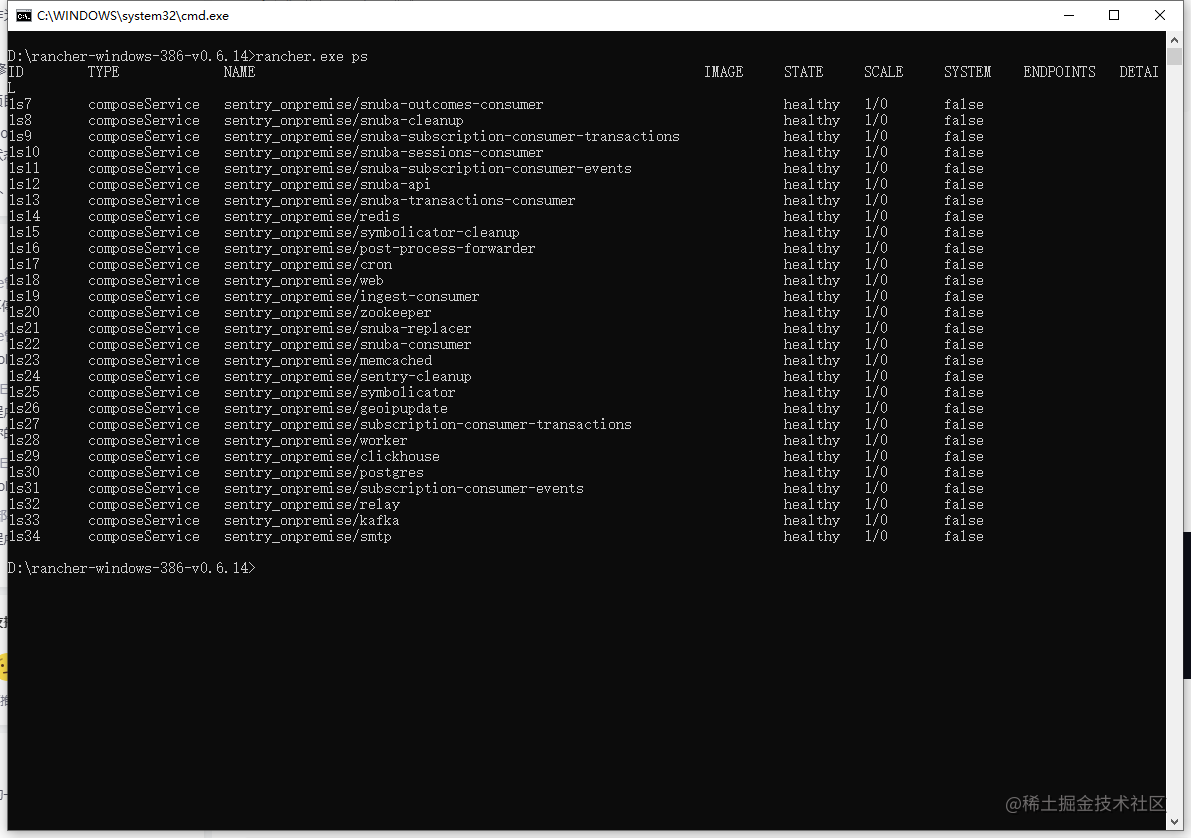 C:\WINDOWS\system32\cmd.exe
D:\rancher-windows-386-v0.6.14>rancher.exe ps
ID TYPE NAME IMAGE STATE SCALE SYSTEM ENDPOINTS DETAI
L
1s7 composeService sentry_onpremise/snuba-outcomes-consumer healthy 1/0 false
1s8 composeService sentry_onpremise/snuba-cleanup healthy 1/0 false
1s9 composeService sentry_onpremise/snuba-subscription-consumer-transactions healthy 1/0 false
1s10 composeService sentry_onpremise/snuba-sessions-consumer healthy 1/0 false
1s11 composeService sentry_onpremise/snuba-subscription-consumer-events healthy 1/0 false
1s12 composeService sentry_onpremise/snuba-api healthy 1/0 false
1s13 composeService sentry_onpremise/snuba-transactions-consumer healthy 1/0 false
1s14 composeService sentry_onpremise/redis healthy 1/0 false
1s15 composeService sentry_onpremise/symbolicator-cleanup healthy 1/0 false
1s16 composeService sentry_onpremise/post-process-forwarder healthy 1/0 false
1s17 composeService sentry_onpremise/cron healthy 1/0 false
1s18 composeService sentry_onpremise/web healthy 1/0 false
1s19 composeService sentry_onpremise/ingest-consumer healthy 1/0 false
1s20 composeService sentry_onpremise/zookeeper healthy 1/0 false
1s21 composeService sentry_onpremise/snuba-replacer healthy 1/0 false
1s22 composeService sentry_onpremise/snuba-consumer healthy 1/0 false
1s23 composeService sentry_onpremise/memcached healthy 1/0 false
1s24 composeService sentry_onpremise/sentry-cleanup healthy 1/0 false
1s25 composeService sentry_onpremise/symbolicator healthy 1/0 false
1s26 composeService sentry_onpremise/geoipupdate healthy 1/0 false
1s27 composeService sentry_onpremise/subscription-consumer-transactions healthy 1/0 false
1s28 composeService sentry_onpremise/worker healthy 1/0 false
1s29 composeService sentry_onpremise/clickhouse healthy 1/0 false
1s30 composeService sentry_onpremise/postgres healthy 1/0 false
1s31 composeService sentry_onpremise/subscription-consumer-events healthy 1/0 false
1s32 composeService sentry_onpremise/relay healthy 1/0 false
1s33 composeService sentry_onpremise/kafka healthy 1/0 false
1s34 composeService sentry_onpremise/smtp healthy 1/0 false
D:\rancher-windows-386-v0.6.14>
@稀土掘金技术社区